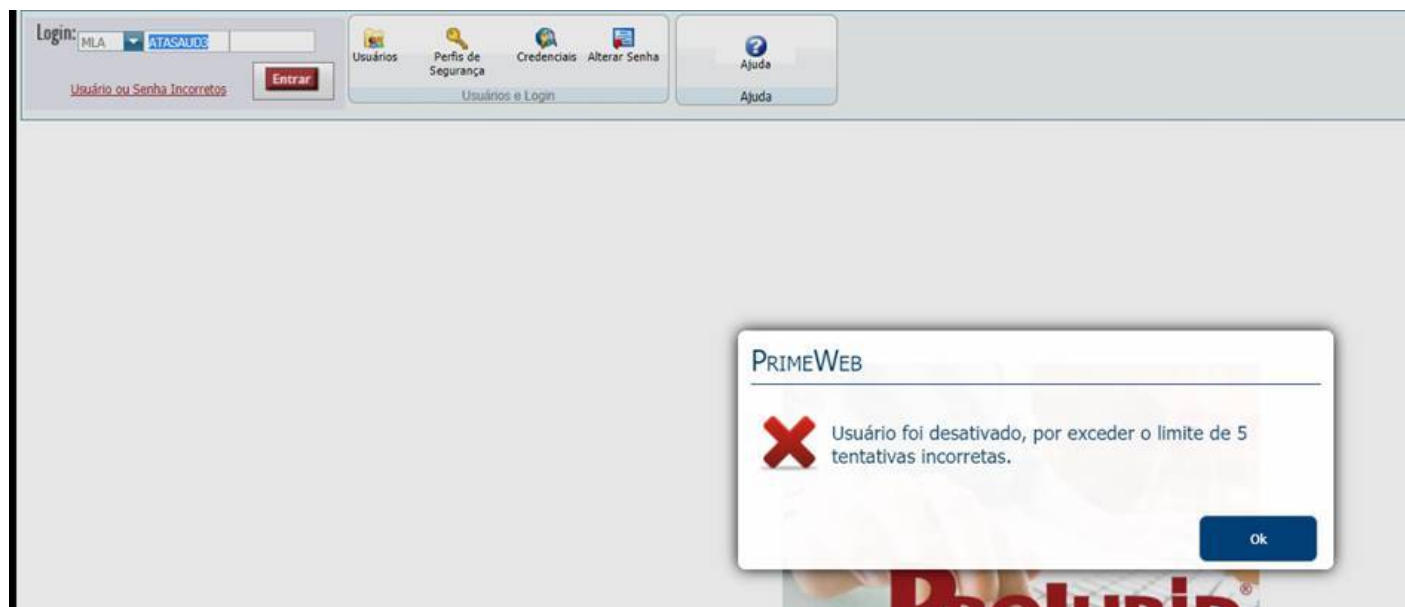 Login: MLA ATASAUD3
Usuário ou Senha Incorretos
Entrar
Usuários
Perfis de
Segurança
Credenciais
Alterar Senha
Usuários e Login
Ajuda
Ajuda
PRIMEWEB
Usuário foi desativado, por exceder o limite de 5
tentativas incorretas.
Ok